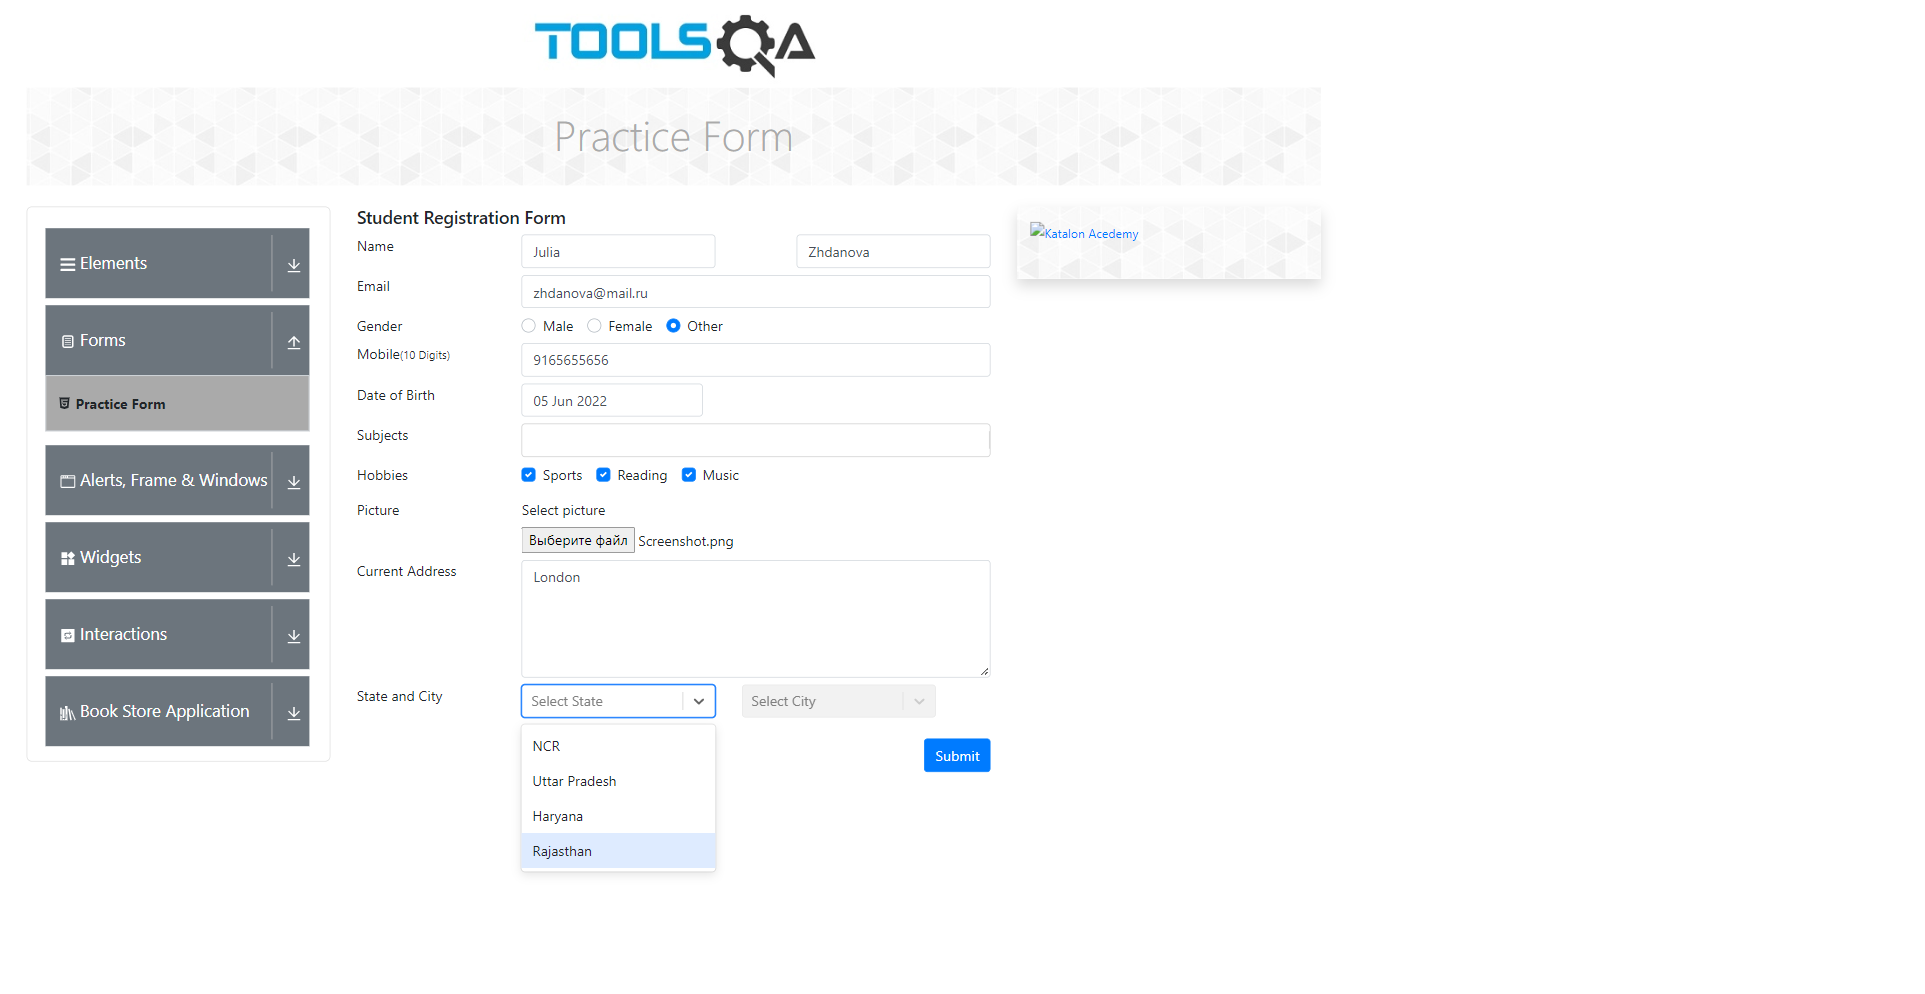 TOOLSQA
Practice Form
Elements
Forms
Practice Form
Alerts, Frame & Windows
Widgets
Interactions
Book Store Application
Student Registration Form
Name
Julia
Zhdanova
Email
zhdanova@mail.ru
Gender
Male
Female
Other
Mobile(10 Digits)
9165655656
Date of Birth
05 Jun 2022
Subjects
Hobbies
Sports
Reading
Music
Picture
Select picture
Выберите файл Screenshot.png
Current Address
London
State and City
Select State
Select City
NCR
Uttar Pradesh
Haryana
Rajasthan
Submit
Katalon Acedemy